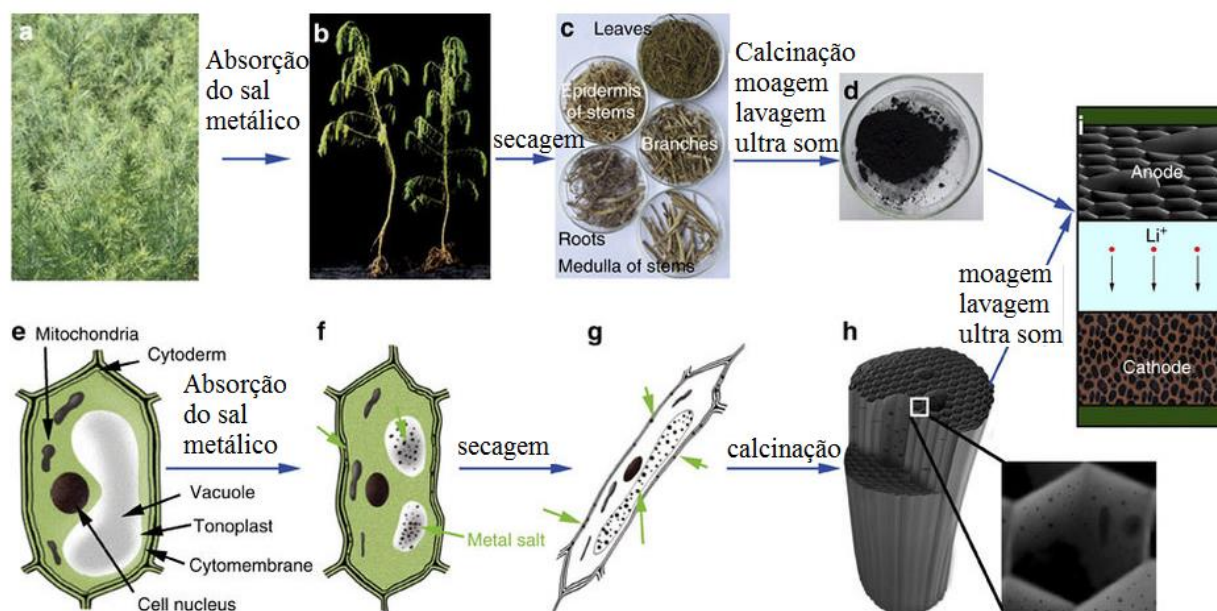 a
Absorção
do sal
metálico
b
secagem
c
Leaves
Epidermis
of stems
Branches
Roots
Medulla of stems
Calcinação
moagem
lavagem
ultra som
d
i
Anode
Li+
Cathode
moagem
lavagem
ultra som
e
Mitochondria
Cytoderm
Absorção
do sal
metálico
Vacuole
Tonoplast
Cytomembrane
Cell nucleus
f
Metal salt
secagem
g
calcinação
h